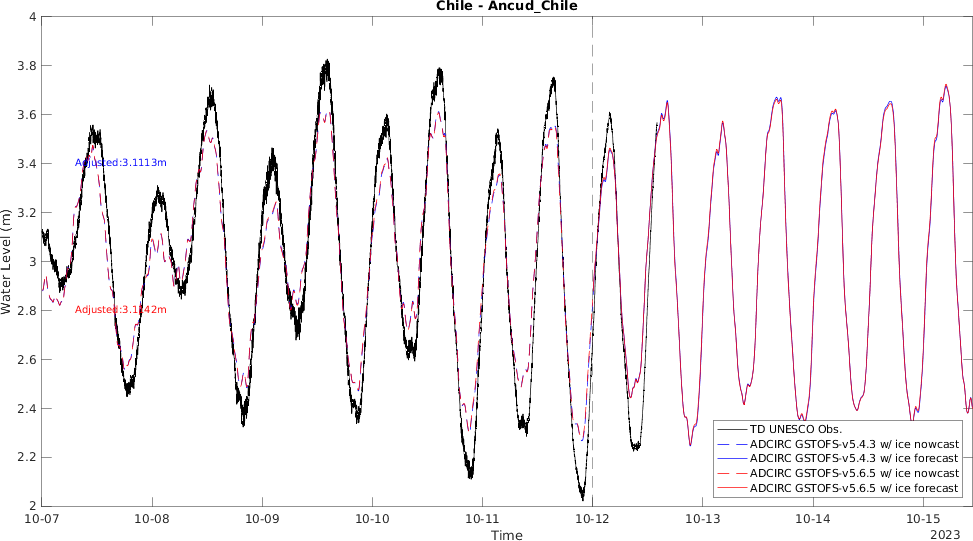 Chile - Ancud_Chile
4
3.8
3.6
3.4
3.2
3
2.8
2.6
2.4
2.2
2
Water Level (m)
Adjusted:3.1113m
Adjusted:3.1242m
TD UNESCO Obs.
ADCIRC GSTOFS-v5.4.3 w/ ice nowcast
ADCIRC GSTOFS-v5.4.3 w/ ice forecast
ADCIRC GSTOFS-v5.6.5 w/ ice nowcast
ADCIRC GSTOFS-v5.6.5 w/ ice forecast
10-07 10-08 10-09 10-10 10-11 10-12 10-13 10-14 10-15
Time
2023